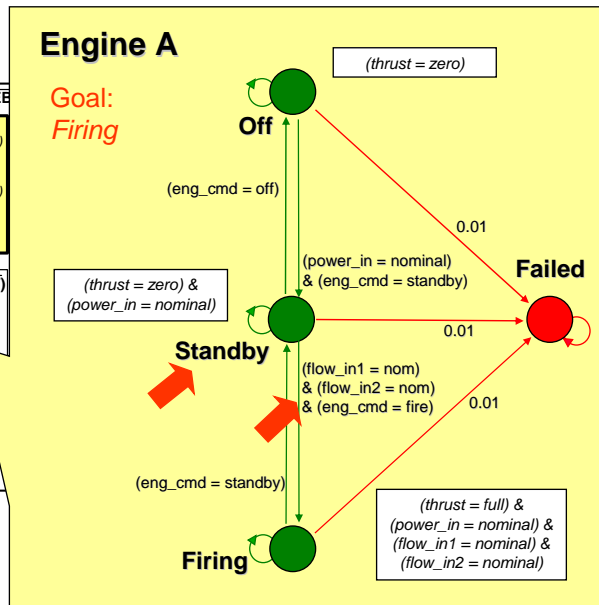 Engine A
Goal:
Firing
(thrust = zero)
Off
(eng_cmd = off)
0.01
(power_in = nominal)
& (eng_cmd = standby)
Failed
(thrust = zero) &
(power_in = nominal)
0.01
Standby
(flow_in1 = nom)
& (flow_in2 = nom)
& (eng_cmd = fire)
0.01
(eng_cmd = standby)
(thrust = full) &
(power_in = nominal) &
(flow_in1 = nominal) &
(flow_in2 = nominal)
Firing